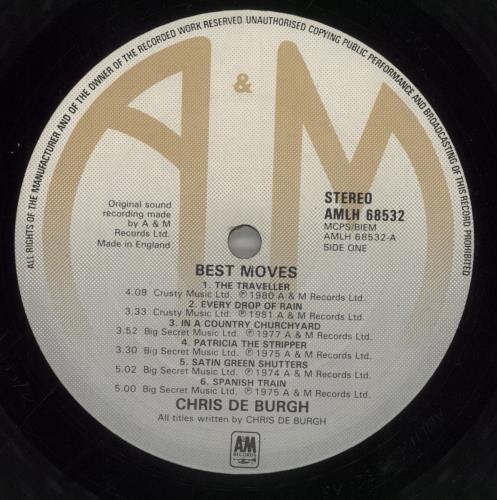 ALL RIGHTS OF THE MANUFACTURER AND OF THE OWNER OF THE RECORDED WORK RESERVED. UNAUTHORISED COPYING PUBLIC PERFORMANCE AND BROADCASTING OF THIS RECORD PROHIBITED
A & M
Original sound
recording made
by A & M
Records Ltd.
Made in England
STEREO
AMLH 68532
MCPS/BIEM
AMLH 68532-A
SIDE ONE
BEST MOVES
1. THE TRAVELLER
4.09 Crusty Music Ltd. ℗ 1980 A & M Records Ltd.
2. EVERY DROP OF RAIN
3.33 Crusty Music Ltd. ℗ 1981 A & M Records Ltd.
3. IN A COUNTRY CHURCHYARD
3.52 Big Secret Music Ltd. ℗ 1977 A & M Records Ltd.
4. PATRICIA THE STRIPPER
3.30 Big Secret Music Ltd. ℗ 1975 A & M Records Ltd.
5. SATIN GREEN SHUTTERS
5.02 Big Secret Music Ltd. ℗ 1974 A & M Records Ltd.
6. SPANISH TRAIN
5.00 Big Secret Music Ltd. ℗ 1975 A & M Records Ltd.
CHRIS DE BURGH
All titles written by CHRIS DE BURGH
AM
RECORDS